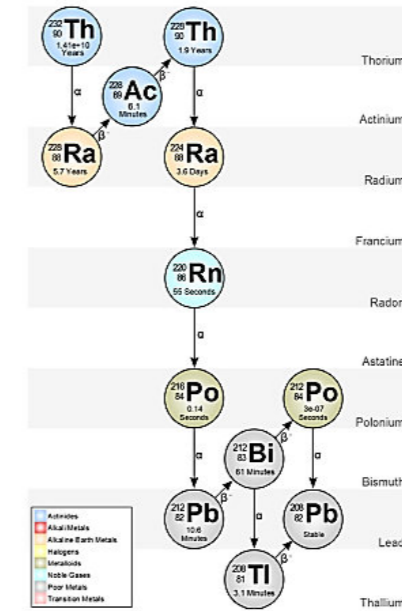 232
90 Th
1.41e+10
Years
228
90 Th
1.9 Years
Thorium
α
β-
α
228
89 Ac
6.1
Minutes
Actinium
β-
228
88 Ra
5.7 Years
224
88 Ra
3.6 Days
Radium
α
Francium
220
86 Rn
55 Seconds
Radon
α
Astatine
216
84 Po
0.14
Seconds
212
84 Po
3e-07
Seconds
Polonium
α
β-
α
212
83 Bi
61 Minutes
Bismuth
β-
212
82 Pb
10.6
Minutes
α
208
82 Pb
Stable
Lead
β-
208
81 Tl
3.1 Minutes
Thallium
Actinides
Alkali Metals
Alkaline Earth Metals
Halogens
Metalloids
Noble Gases
Poor Metals
Transition Metals